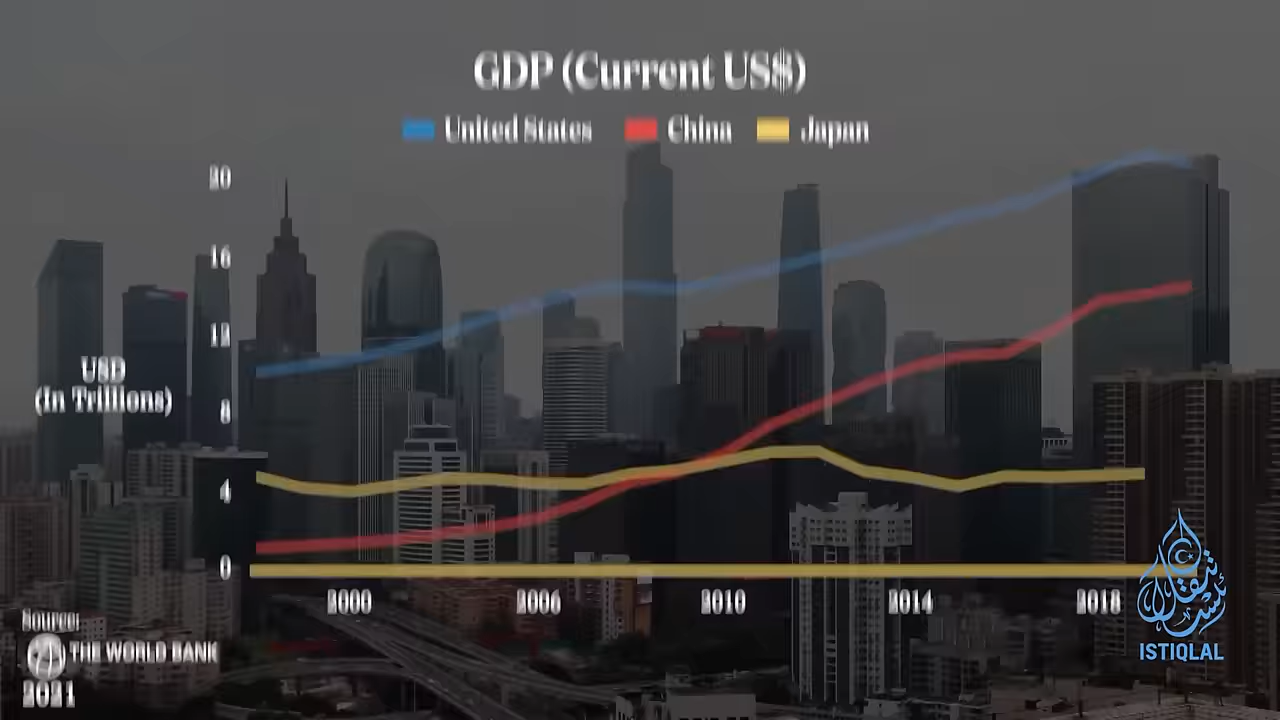 GDP (Current US$)
United States China Japan
20
16
12
USD
(In Trillions)
8
4
0
2000 2006 2010 2014 2018
Source:
THE WORLD BANK
2021
ISTIQLAL